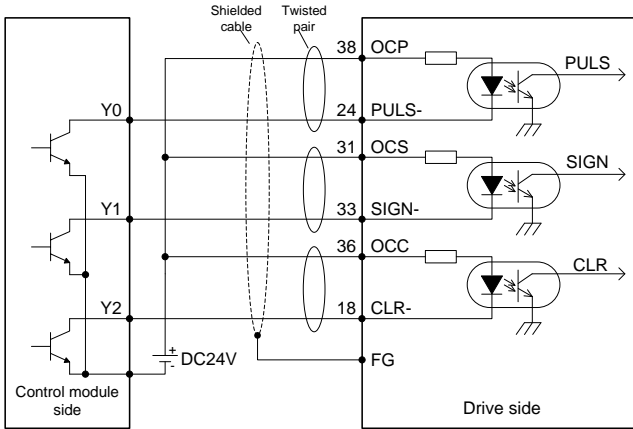 Shielded
cable
Twisted
pair
38 OCP
PULS
Y0
24 PULS-
31 OCS
SIGN
Y1
33 SIGN-
36 OCC
CLR
Y2
18 CLR-
+
-
DC24V
FG
Control module
side
Drive side